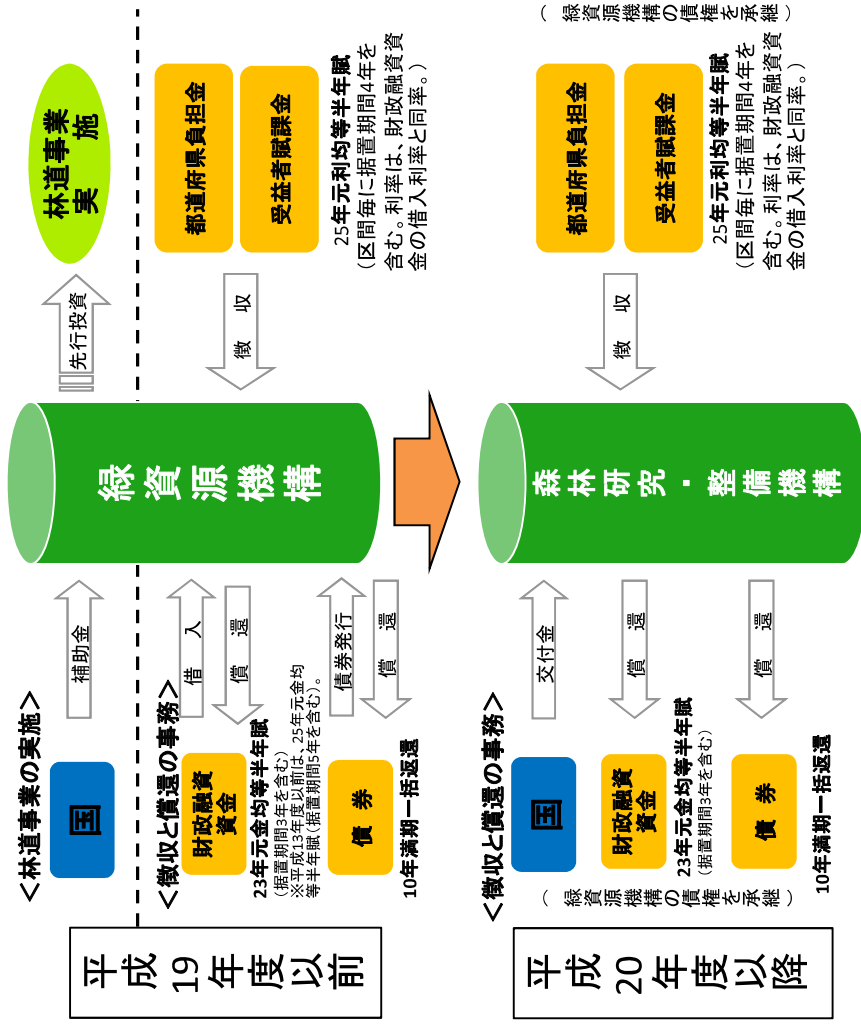 平成19年度以前
＜林道事業の実施＞
国
補助金
緑資源機構
先行投資
林道事業
実　施
＜徴収と償還の事務＞
財政融資
資金
23年元金均等半年賦
（据置期間3年を含む）
※平成13年度以前は、25年元金均
等半年賦（据置期間5年を含む）。
借　入
償　還
債　券
10年満期一括返還
債券発行
償　還
徴　収
都道府県負担金
受益者賦課金
25年元利均等半年賦
（区間毎に据置期間4年を
含む。利率は、財政融資資
金の借入利率と同率。）
平成20年度以降
＜徴収と償還の事務＞
（緑資源機構の債権を承継）
国
交付金
財政融資
資金
23年元金均等半年賦
（据置期間3年を含む）
償　還
債　券
10年満期一括返還
償　還
森林研究・整備機構
徴　収
（緑資源機構の債権を承継）
都道府県負担金
受益者賦課金
25年元利均等半年賦
（区間毎に据置期間4年を
含む。利率は、財政融資資
金の借入利率と同率。）